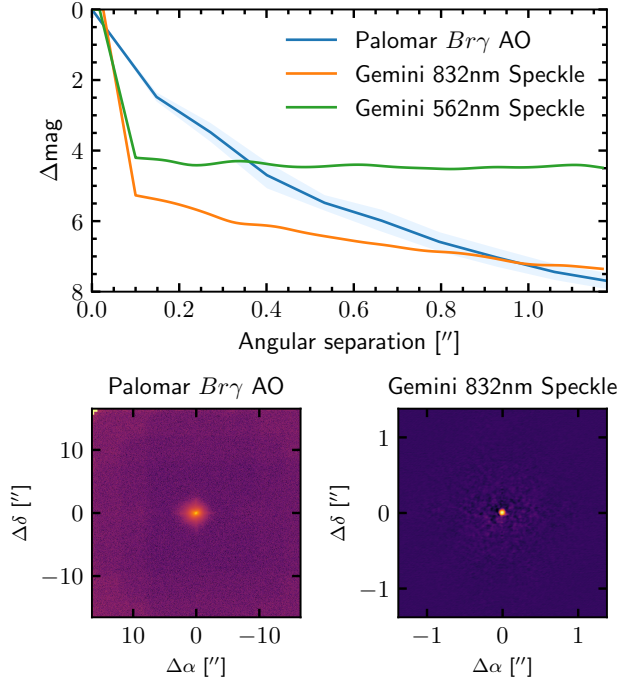 0
2
4
6
8
Δmag
Palomar Brγ AO
Gemini 832nm Speckle
Gemini 562nm Speckle
0.0 0.2 0.4 0.6 0.8 1.0
Angular separation ['']
Palomar Brγ AO
10
0
−10
Δδ ['']
10 0 −10
Δα ['']
Gemini 832nm Speckle
1
0
−1
Δδ ['']
−1 0 1
Δα ['']